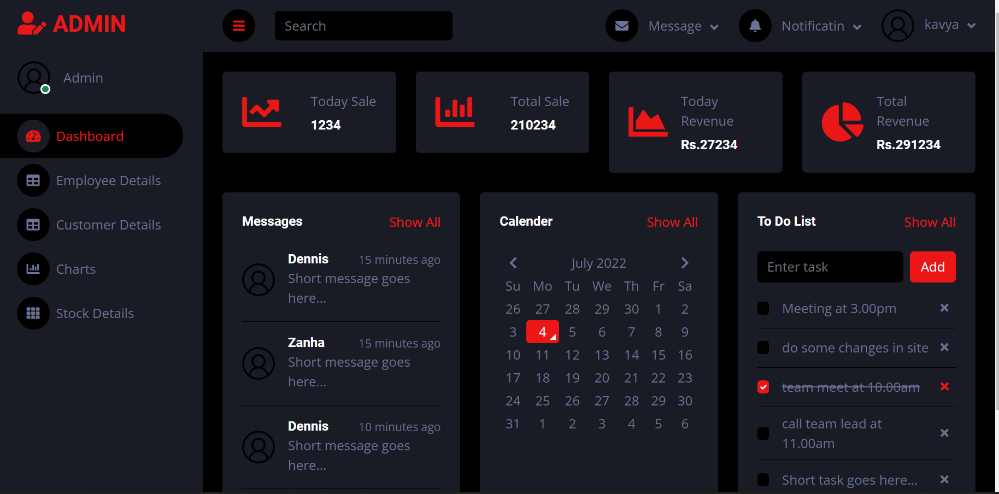 ADMIN
Search
Message
Notificatin
kavya
Admin
Dashboard
Employee Details
Customer Details
Charts
Stock Details
Today Sale
1234
Total Sale
210234
Today
Revenue
Rs.27234
Total
Revenue
Rs.291234
Messages Show All
Dennis 15 minutes ago
Short message goes
here...
Zanha 15 minutes ago
Short message goes
here...
Dennis 10 minutes ago
Short message goes
here...
Calender Show All
July 2022
Su Mo Tu We Th Fr Sa
26 27 28 29 30 1 2
3 4 5 6 7 8 9
10 11 12 13 14 15 16
17 18 19 20 21 22 23
24 25 26 27 28 29 30
31 1 2 3 4 5 6
To Do List Show All
Enter task Add
Meeting at 3.00pm
do some changes in site
team meet at 10.00am
call team lead at
11.00am
Short task goes here...